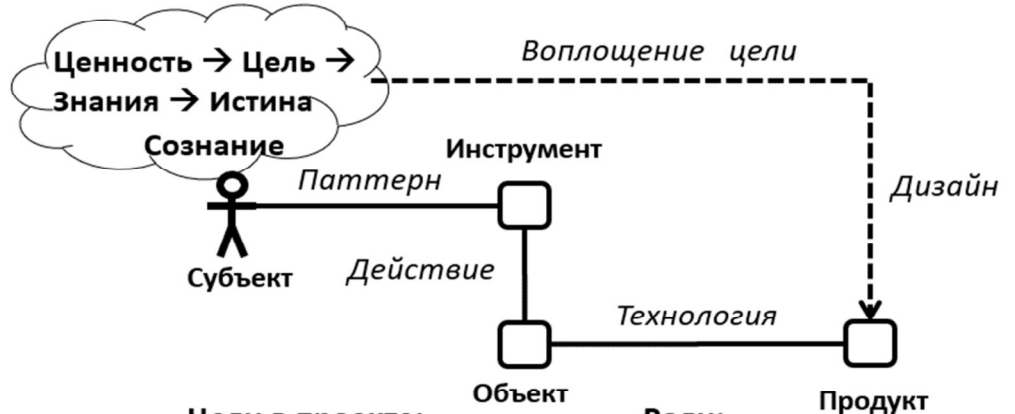 Ценность → Цель →
Знания → Истина
Сознание
Воплощение цели
Инструмент
Паттерн
Дизайн
Субъект
Действие
Технология
Объект
Продукт